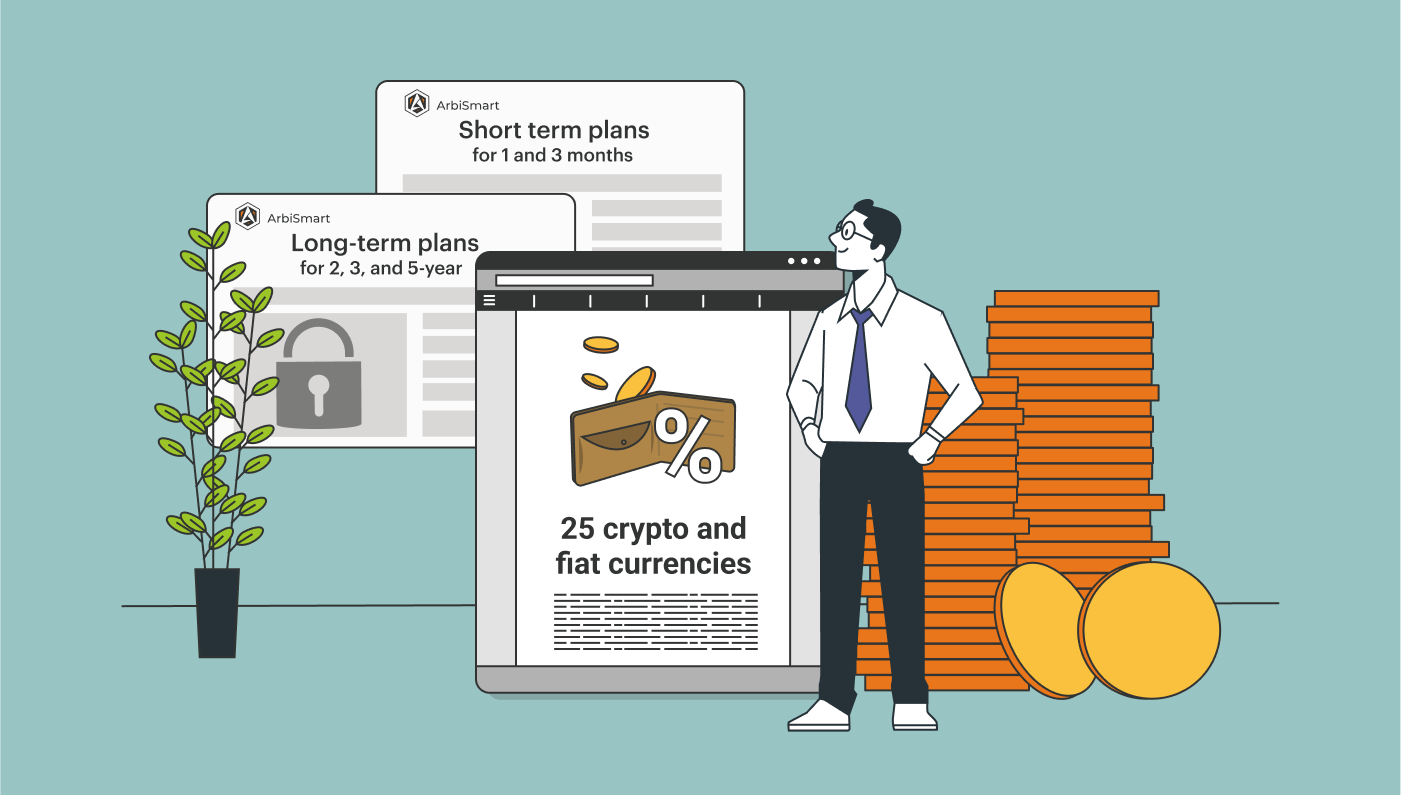 ArbiSmart
Short term plans
for 1 and 3 months
ArbiSmart
Long-term plans
for 2, 3, and 5-year
%
25 crypto and
fiat currencies